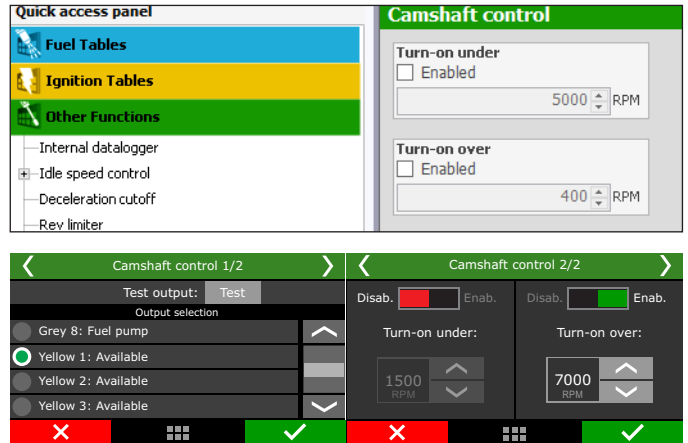 Quick access panel
Fuel Tables
Ignition Tables
Other Functions
Internal datalogger
Idle speed control
Deceleration cutoff
Rev limiter
Camshaft control
Turn-on under
Enabled
5000 RPM
Turn-on over
Enabled
400 RPM
Camshaft control 1/2
Test output: Test
Output selection
Grey 8: Fuel pump
Yellow 1: Available
Yellow 2: Available
Yellow 3: Available
Camshaft control 2/2
Disab. Enab.
Turn-on under:
1500
RPM
Disab. Enab.
Turn-on over:
7000
RPM